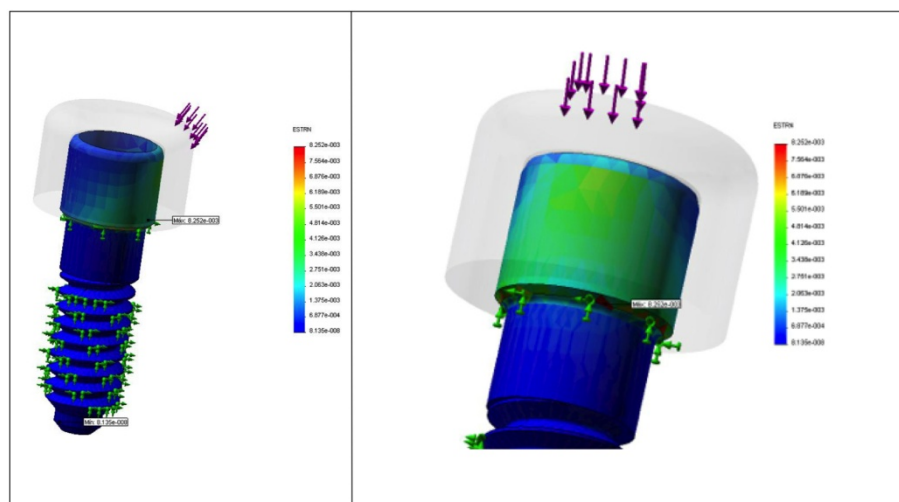 ESTRN
8.252e-003
7.564e-003
6.876e-003
6.189e-003
5.501e-003
4.814e-003
4.126e-003
3.438e-003
2.751e-003
2.063e-003
1.375e-003
6.877e-004
8.135e-008
Máx: 8.252e-003
Mín: 8.135e-008
ESTRN
8.252e-003
7.564e-003
6.876e-003
6.189e-003
5.501e-003
4.814e-003
4.126e-003
3.438e-003
2.751e-003
2.063e-003
1.375e-003
6.877e-004
8.135e-008
Máx: 8.252e-003